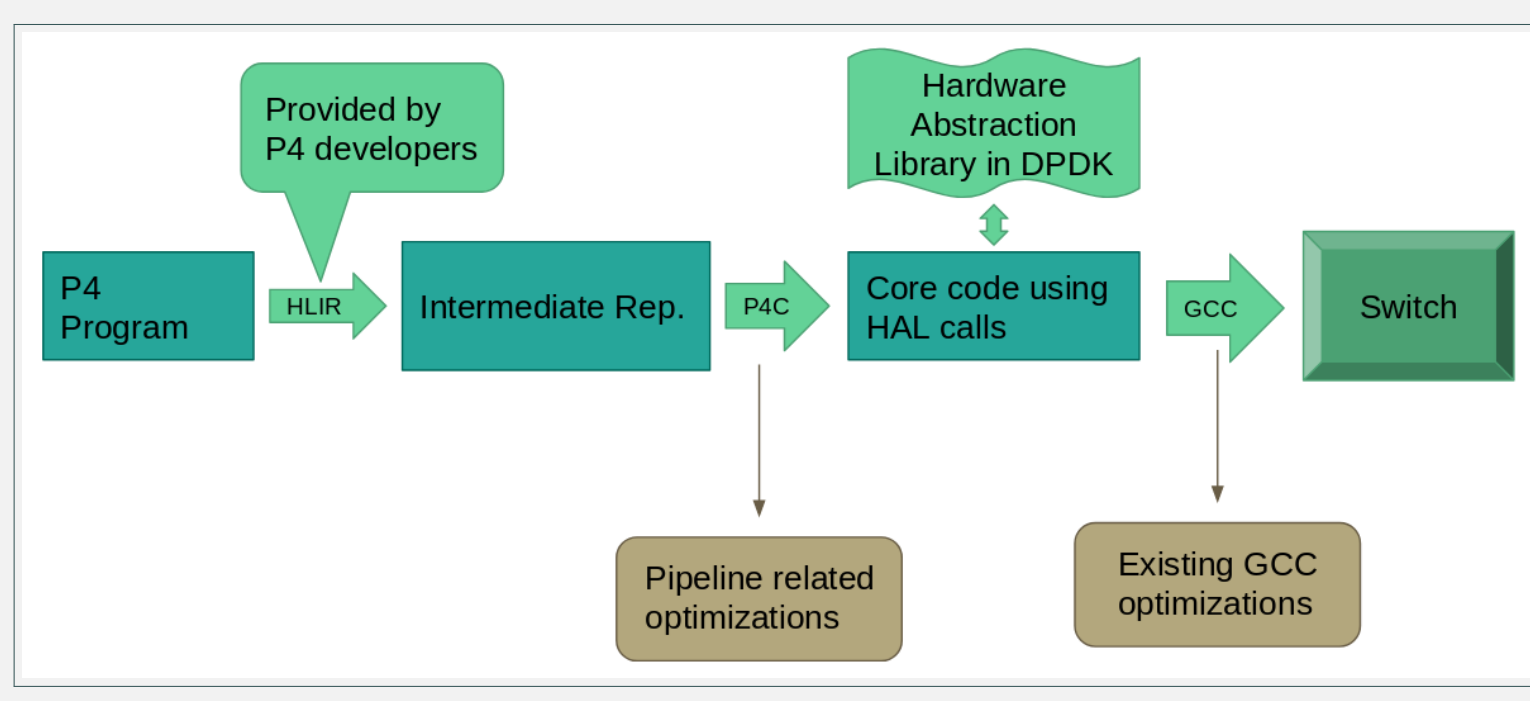 Provided by
P4 developers
Hardware
Abstraction
Library in DPDK
P4
Program
HLIR
Intermediate Rep.
P4C
Core code using
HAL calls
GCC
Switch
Pipeline related
optimizations
Existing GCC
optimizations